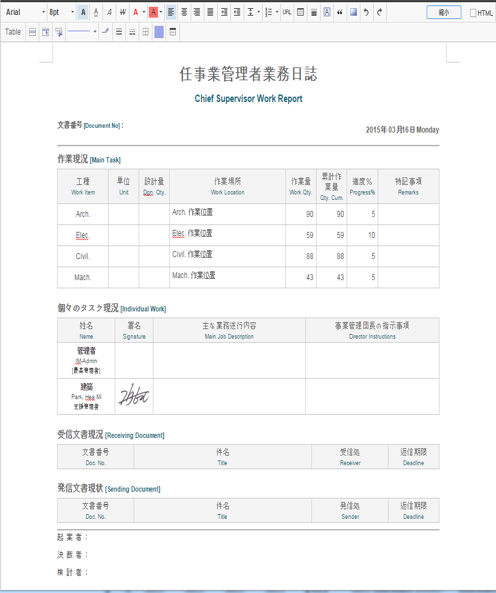 Arial 8pt A A A W A A URL A 縮小 HTML
Table
任事業管理者業務日誌
Chief Supervisor Work Report
文書番号 [Document No] :
2015年 03月16日 Monday
作業現況 [Main Task]
工種 単位 設計量 作業場所 作業量 累計作業量 進度% 特記事項
Work Item Unit Dpn. Qty. Work Location Work Qty. Qty. Cum. Progress% Remarks
Arch. Arch. 作業位置 90 90 5
Elec. Elec. 作業位置 59 59 10
Civil. Civil. 作業位置 88 88 5
Mach. Mach. 作業位置 43 43 5
個々のタスク現況 [Individual Work]
姓名 署名 主な業務遂行内容 事業管理団長の指示事項
Name Signature Main Job Description Director Instructions
管理者
[最高管理者]
建築
Park, Hea Mi
受信文書現況 [Receiving Document]
文書番号 件名 受信処 返信期限
Doc. No. Title Receiver Deadline
発信文書現状 [Sending Document]
文書番号 件名 発信処 返信期限
Doc. No. Title Sender Deadline
起 案 者 :
決 裁 者 :
検 討 者 :